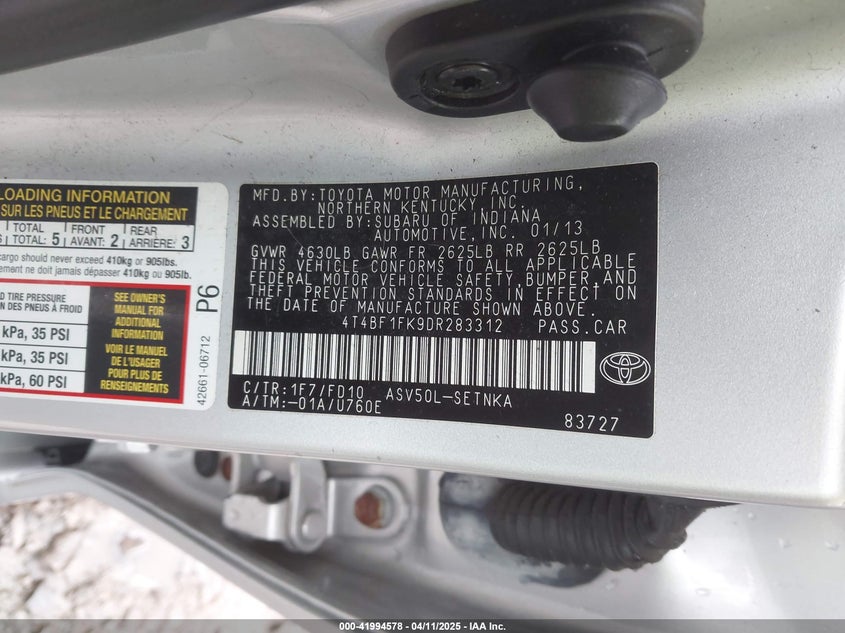 LOADING INFORMATION
SUR LES PNEUS ET LE CHARGEMENT
TOTAL
TOTAL: 5
FRONT
AVANT: 2
REAR
ARRIÈRE: 3
cargo should never exceed 410kg or 905lb.
ne doit jamais dépasser 410kg ou 905lb.
TIRE PRESSURE
DES PNEUS À FROID
kPa, 35 PSI
kPa, 35 PSI
kPa, 60 PSI
SEE OWNER'S
MANUAL FOR
ADDITIONAL
INFORMATION
VOIR LE MANUEL
DE L'USAGER
POUR PLUS
DE RENSEIGNEMENTS
P6
42661-06712
MFD.BY:TOYOTA MOTOR MANUFACTURING,
NORTHERN KENTUCKY, INC.
ASSEMBLED BY:SUBARU OF INDIANA
AUTOMOTIVE, INC. 01/13
GVWR 4630LB GAWR FR 2625LB RR 2625LB
THIS VEHICLE CONFORMS TO ALL APPLICABLE
FEDERAL MOTOR VEHICLE SAFETY,BUMPER,AND
THEFT PREVENTION STANDARDS IN EFFECT ON
THE DATE OF MANUFACTURE SHOWN ABOVE.
4T4BF1FK9DR283312 PASS.CAR
C/TR:1F7/FD10 ASV50L-SETNKA
A/TM:-01A/U760E
83727
TOYOTA
000-41994578 - 04/11/2025 - IAA Inc.